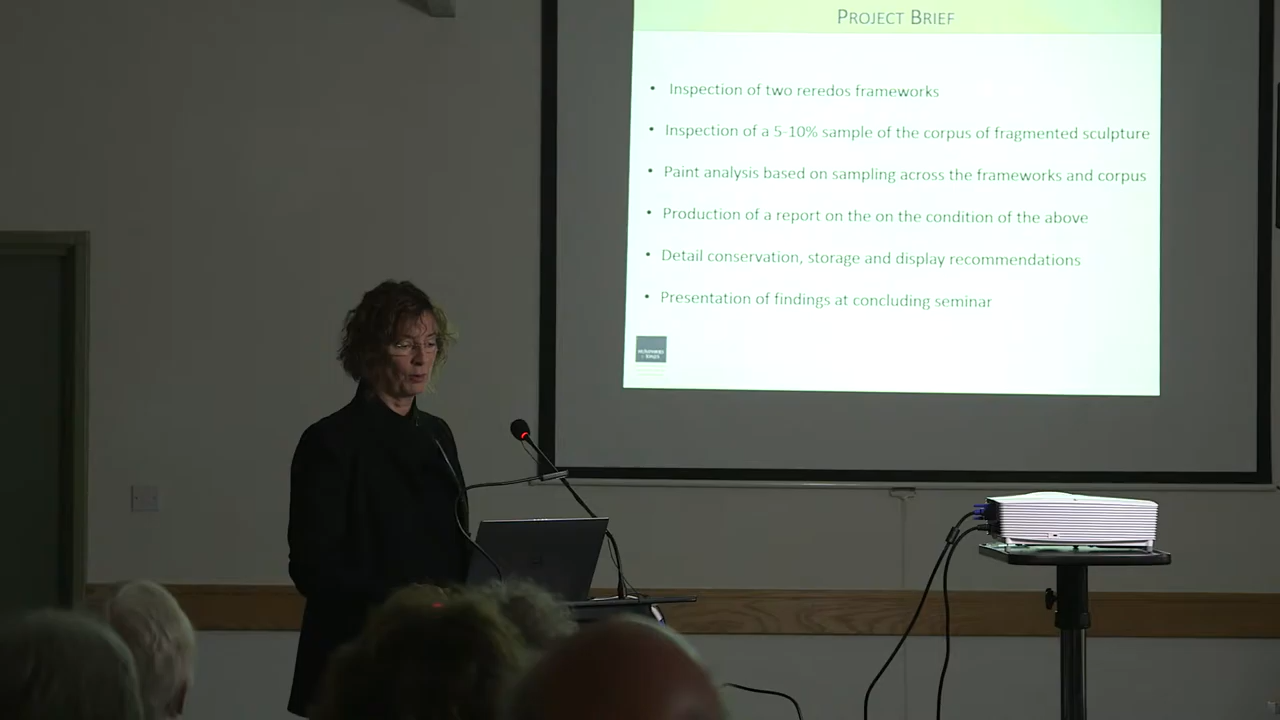 PROJECT BRIEF
• Inspection of two reredos frameworks
• Inspection of a 5-10% sample of the corpus of fragmented sculpture
• Paint analysis based on sampling across the frameworks and corpus
• Production of a report on the on the condition of the above
• Detail conservation, storage and display recommendations
• Presentation of findings at concluding seminar